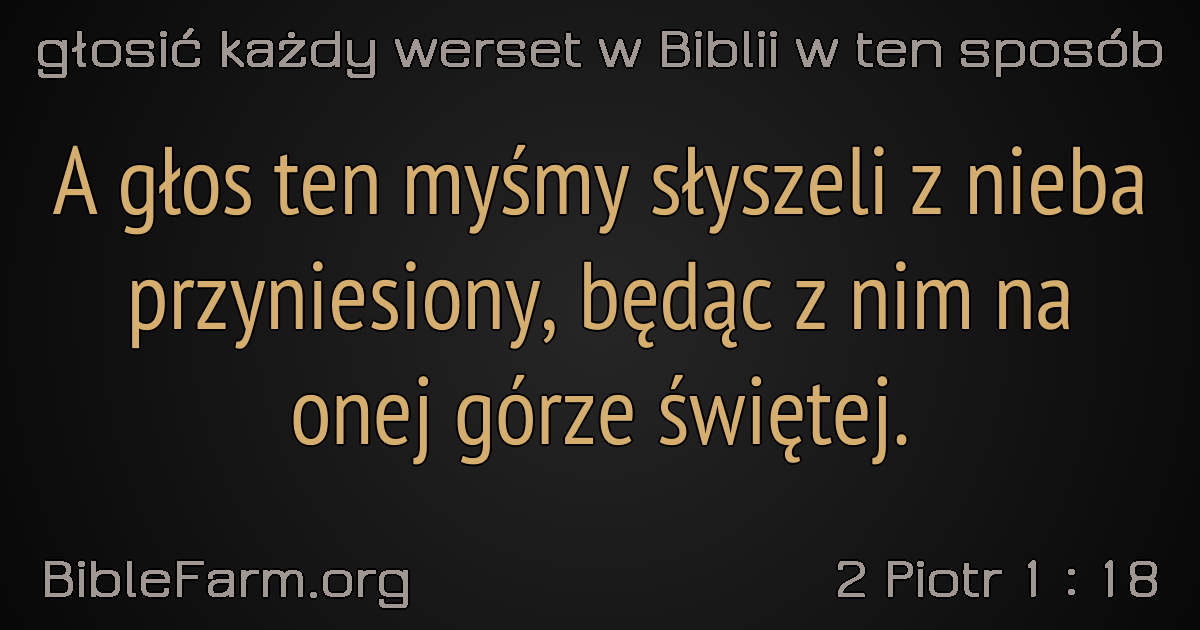 głosić każdy werset w Biblii w ten sposób
A głos ten myśmy słyszeli z nieba
przyniesiony, będąc z nim na
onej górze świętej.
BibleFarm.org
2 Piotr 1 : 18